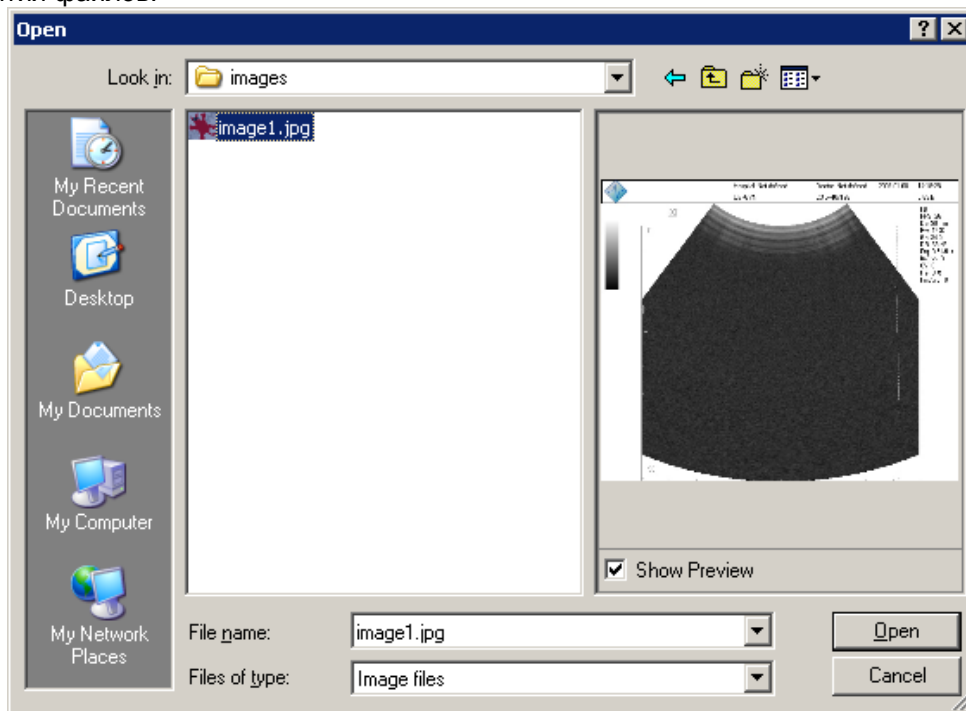 Open
Look in:
images
image1.jpg
My Recent
Documents
Desktop
My Documents
My Computer
My Network
Places
Show Preview
File name:
image1.jpg
Open
Files of type:
Image files
Cancel